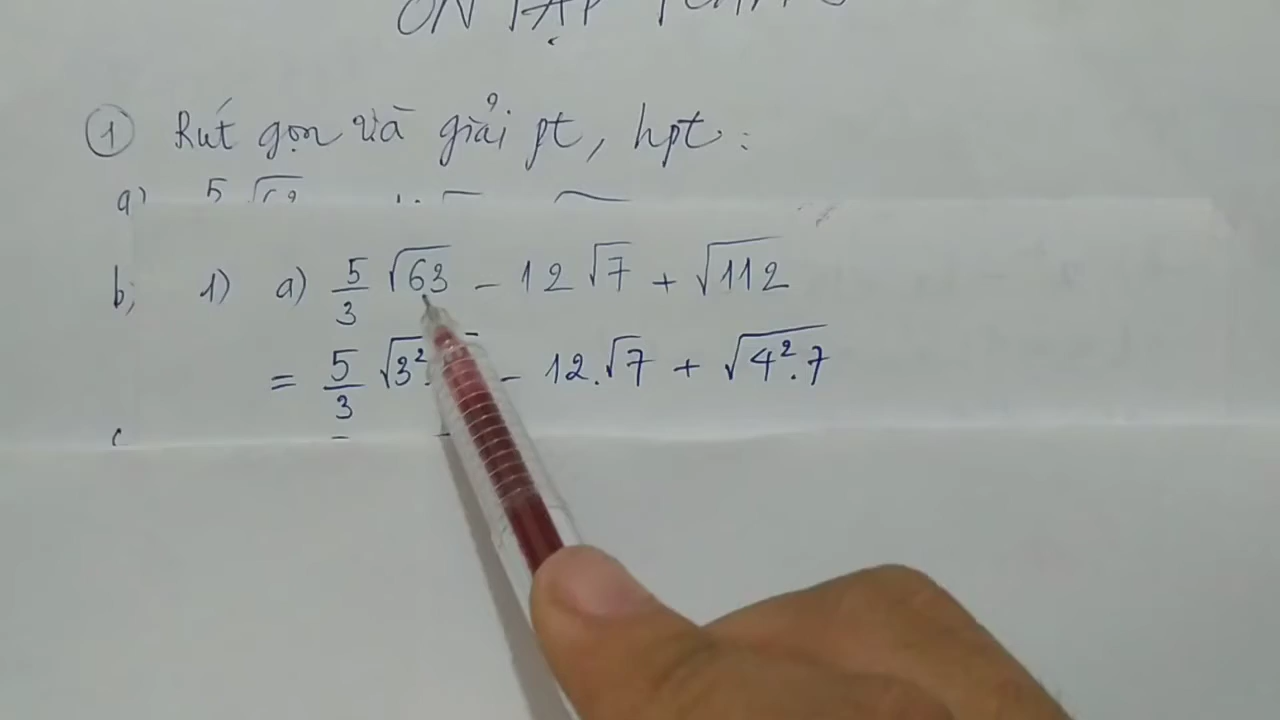 ÔN TẬP
① Rút gọn và giải pt, hpt :
a) 5
b; 1) a) 5/3 √63 - 12√7 + √112
= 5/3 √3². - 12.√7 + √4².7
c